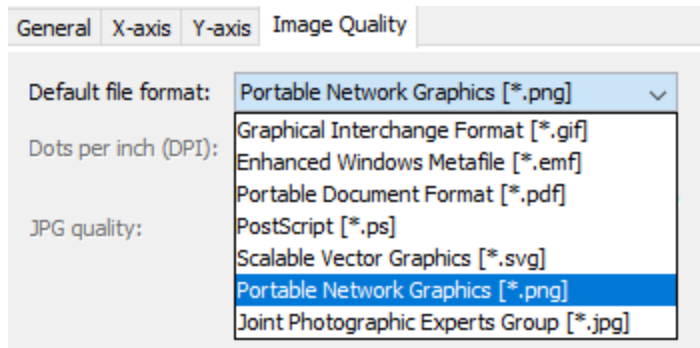 General X-axis Y-axis Image Quality
Default file format: Portable Network Graphics [*.png]
Graphical Interchange Format [*.gif]
Dots per inch (DPI):
Enhanced Windows Metafile [*.emf]
Portable Document Format [*.pdf]
JPG quality:
PostScript [*.ps]
Scalable Vector Graphics [*.svg]
Portable Network Graphics [*.png]
Joint Photographic Experts Group [*.jpg]